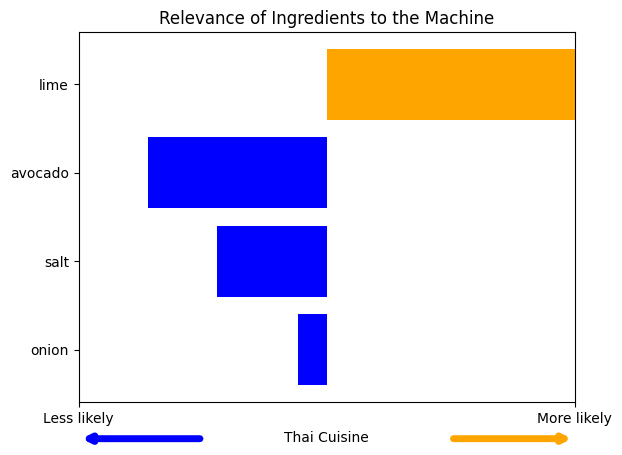 Relevance of Ingredients to the Machine
lime
avocado
salt
onion
Less likely
More likely
Thai Cuisine